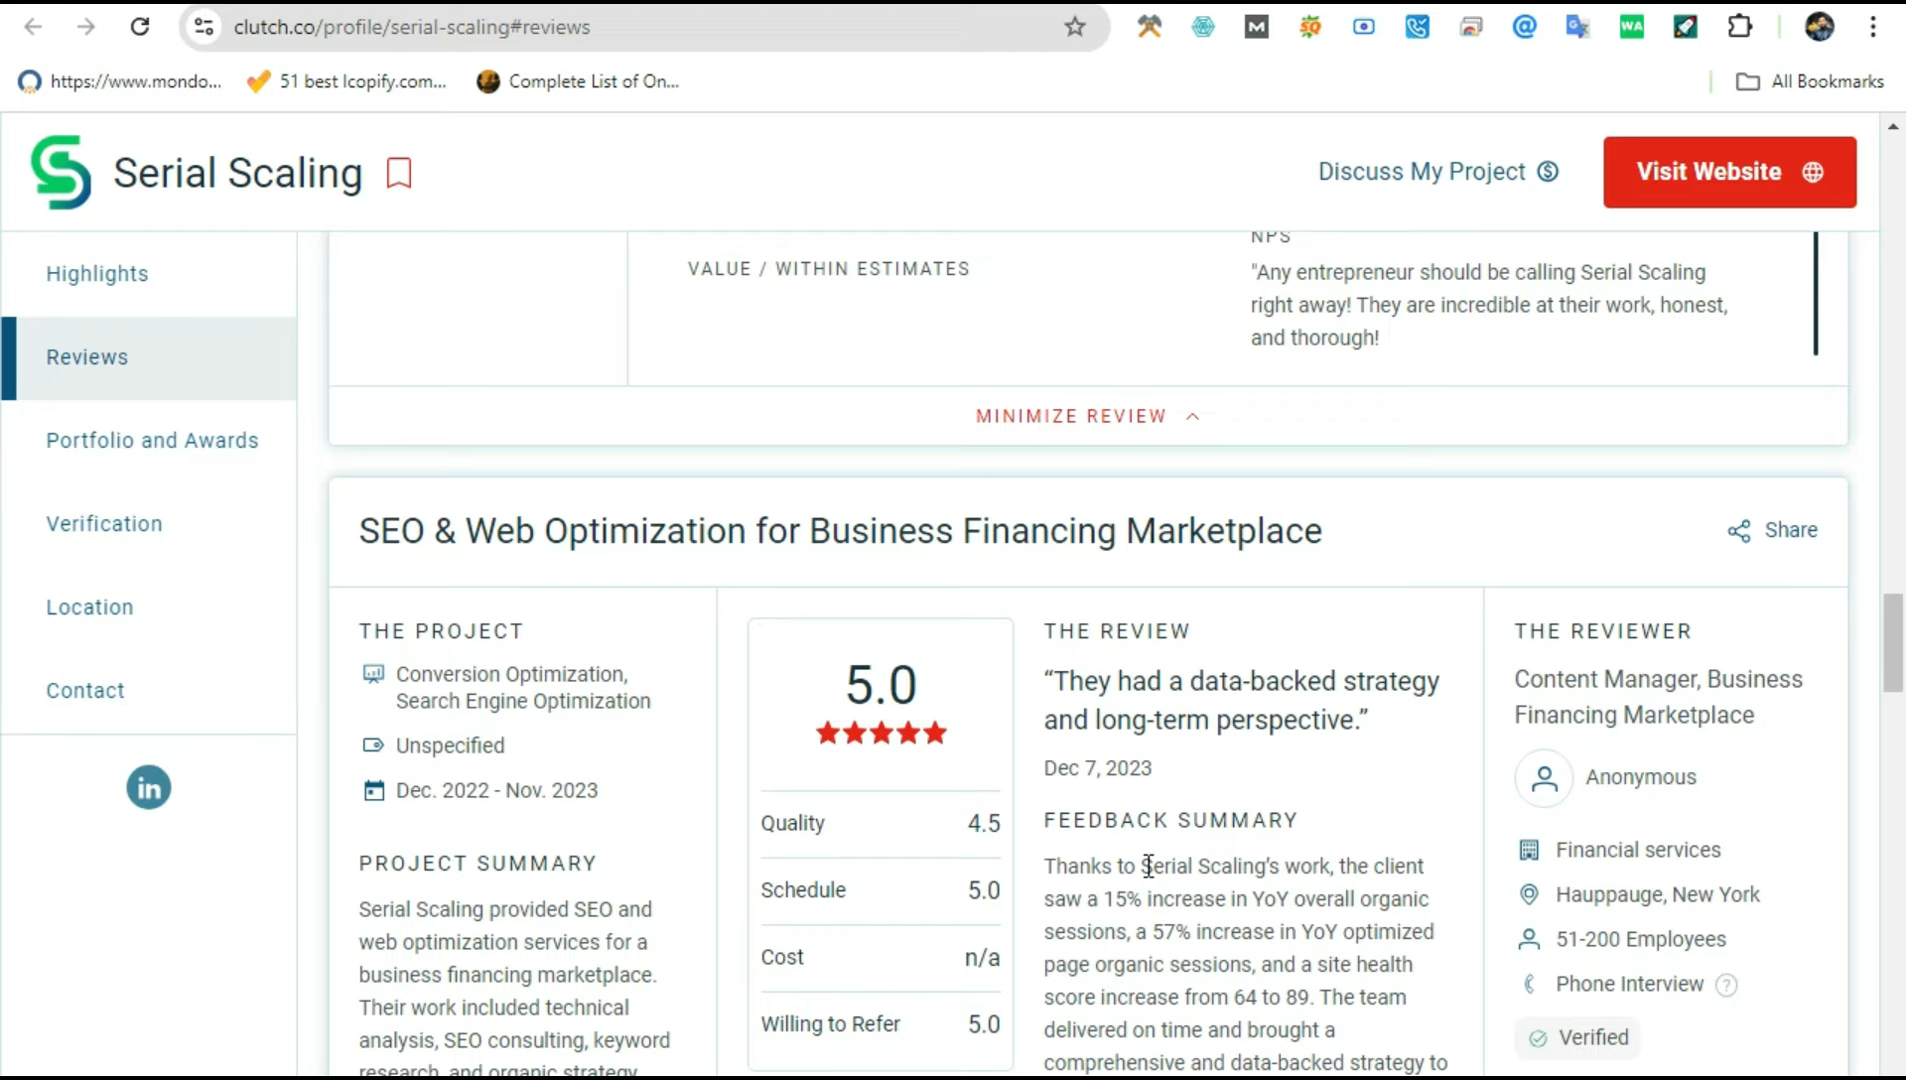 clutch.co/profile/serial-scaling#reviews
https://www.mondo...
51 best Icopify.com...
Complete List of On...
All Bookmarks
Serial Scaling
Discuss My Project
Visit Website
Highlights
Reviews
Portfolio and Awards
Verification
Location
Contact
in
VALUE / WITHIN ESTIMATES
NPS
"Any entrepreneur should be calling Serial Scaling
right away! They are incredible at their work, honest,
and thorough!
MINIMIZE REVIEW
SEO & Web Optimization for Business Financing Marketplace
Share
THE PROJECT
Conversion Optimization,
Search Engine Optimization
Unspecified
Dec. 2022 - Nov. 2023
PROJECT SUMMARY
Serial Scaling provided SEO and
web optimization services for a
business financing marketplace.
Their work included technical
analysis, SEO consulting, keyword
research, and organic strategy
5.0
Quality 4.5
Schedule 5.0
Cost n/a
Willing to Refer 5.0
THE REVIEW
“They had a data-backed strategy
and long-term perspective.”
Dec 7, 2023
FEEDBACK SUMMARY
Thanks to Serial Scaling’s work, the client
saw a 15% increase in YoY overall organic
sessions, a 57% increase in YoY optimized
page organic sessions, and a site health
score increase from 64 to 89. The team
delivered on time and brought a
comprehensive and data-backed strategy to
THE REVIEWER
Content Manager, Business
Financing Marketplace
Anonymous
Financial services
Hauppauge, New York
51-200 Employees
Phone Interview ?
Verified